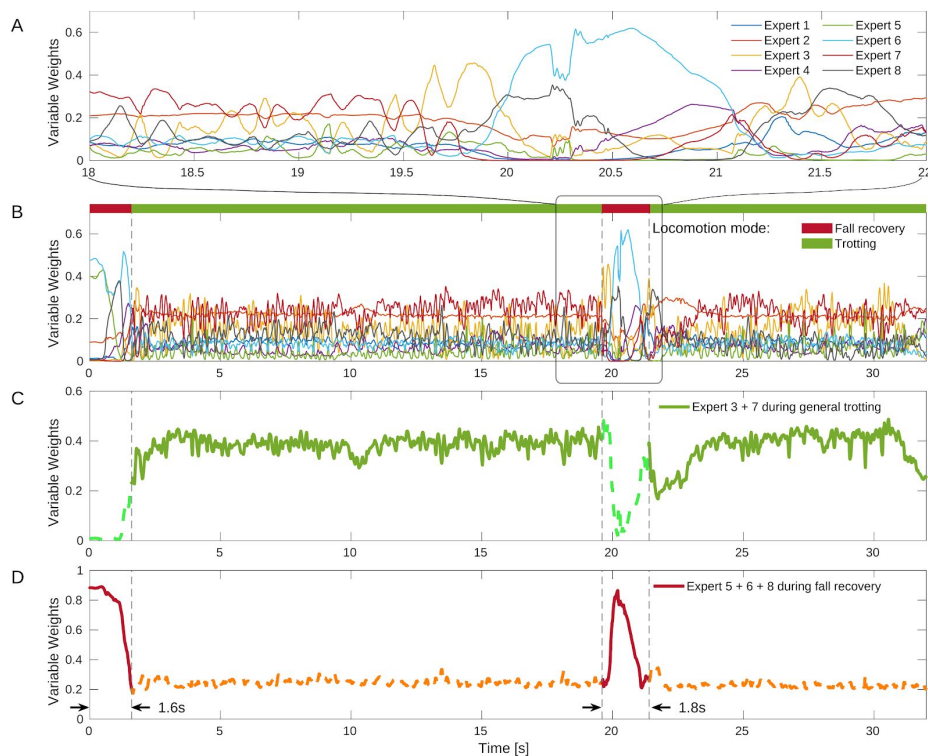 A
Variable Weights
0.6
0.4
0.2
0
Expert 1
Expert 2
Expert 3
Expert 4
Expert 5
Expert 6
Expert 7
Expert 8
18 18.5 19 19.5 20 20.5 21 21.5 22
B
Locomotion mode:
Fall recovery
Trotting
Variable Weights
0.6
0.4
0.2
0
0 5 10 15 20 25 30
C
Variable Weights
0.6
0.4
0.2
0
Expert 3 + 7 during general trotting
0 5 10 15 20 25 30
D
Variable Weights
1
0.8
0.6
0.4
0.2
0
Expert 5 + 6 + 8 during fall recovery
1.6s
1.8s
0 5 10 15 20 25 30
Time [s]